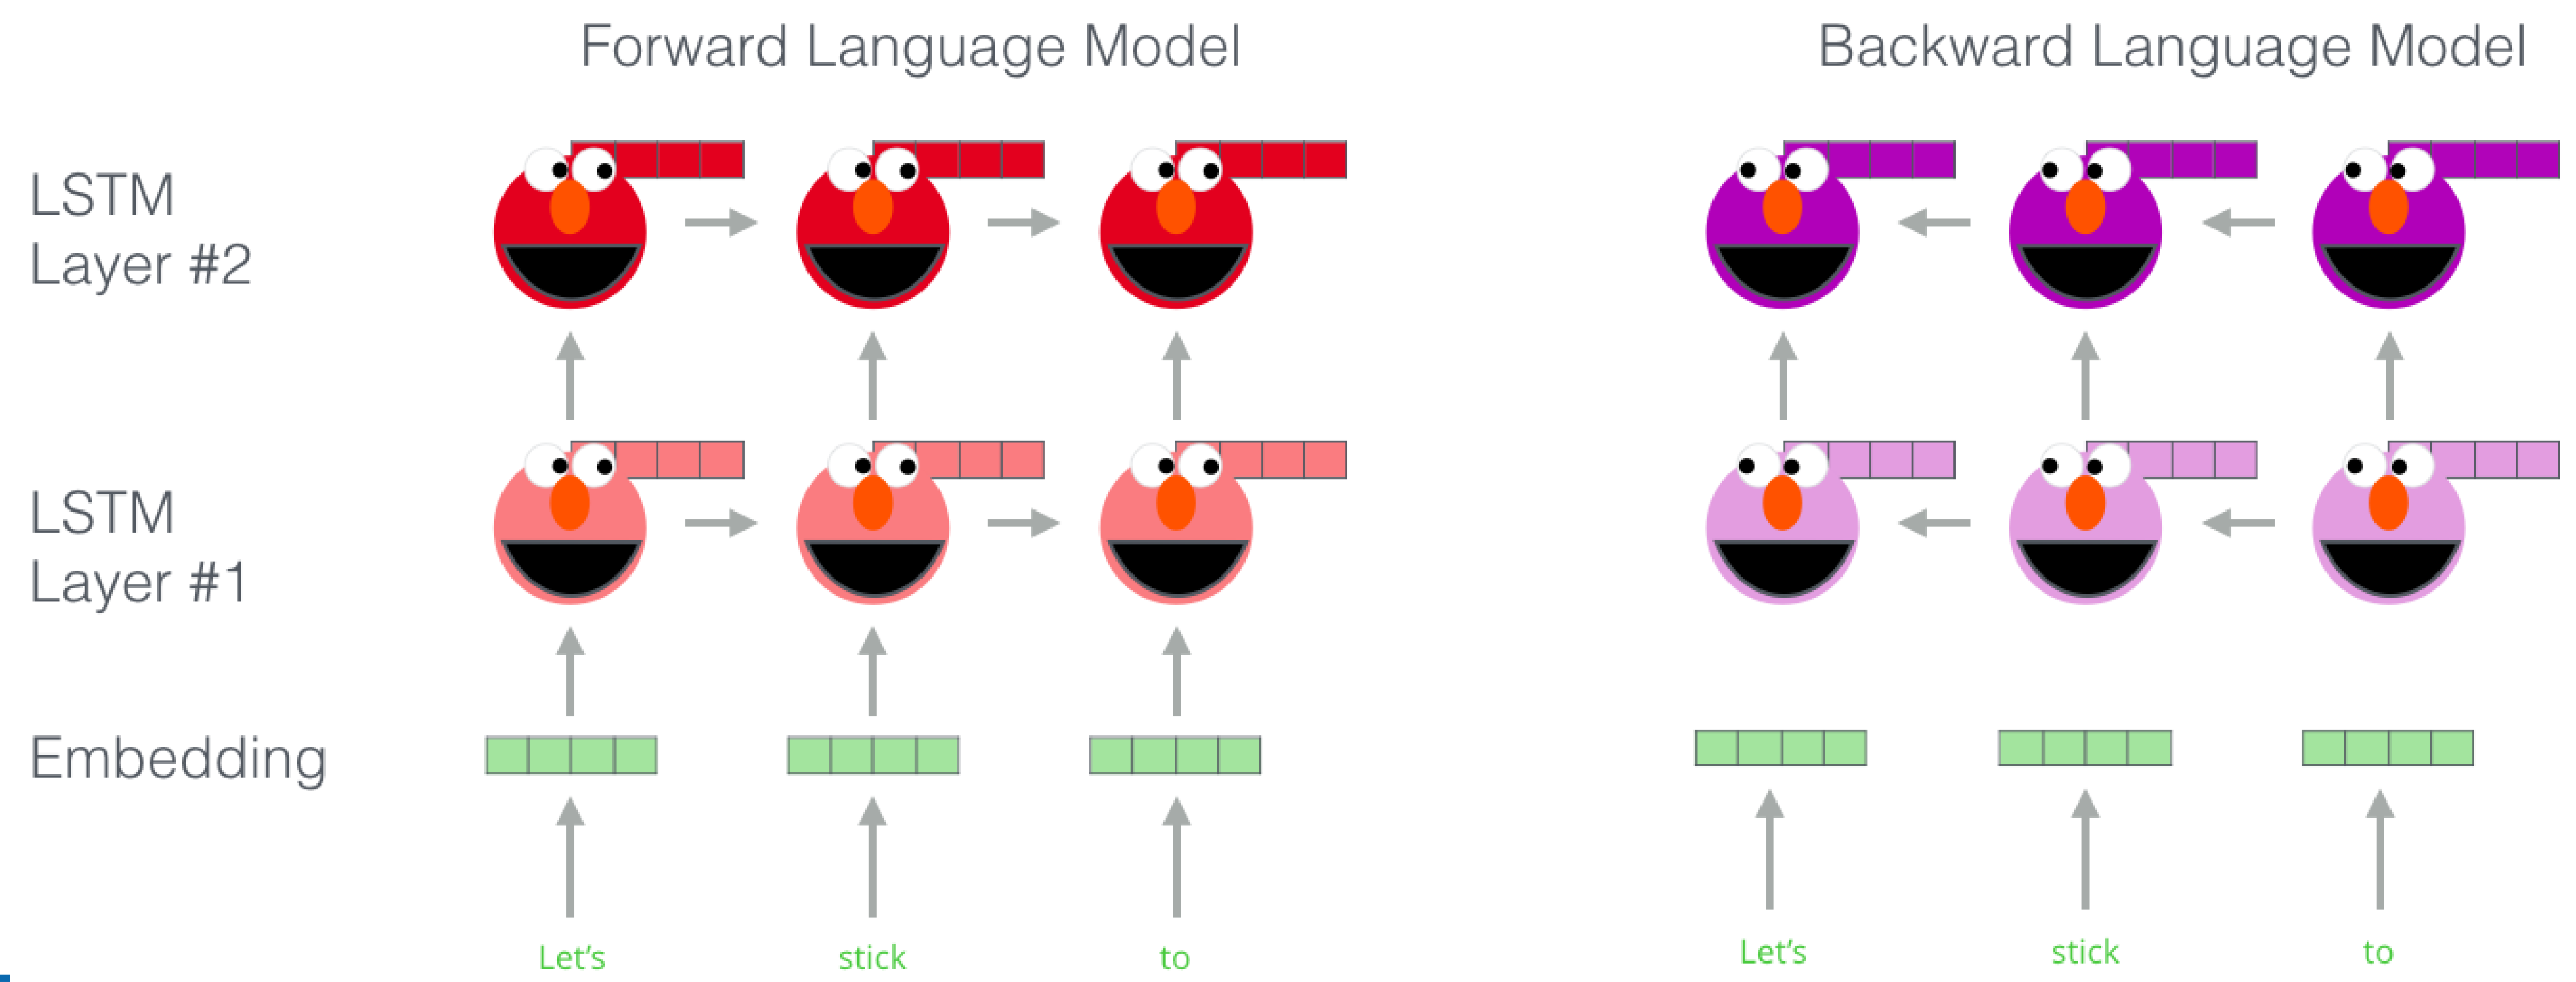 Forward Language Model
Backward Language Model
LSTM
Layer #2
LSTM
Layer #1
Embedding
Let's
stick
to
Let's
stick
to